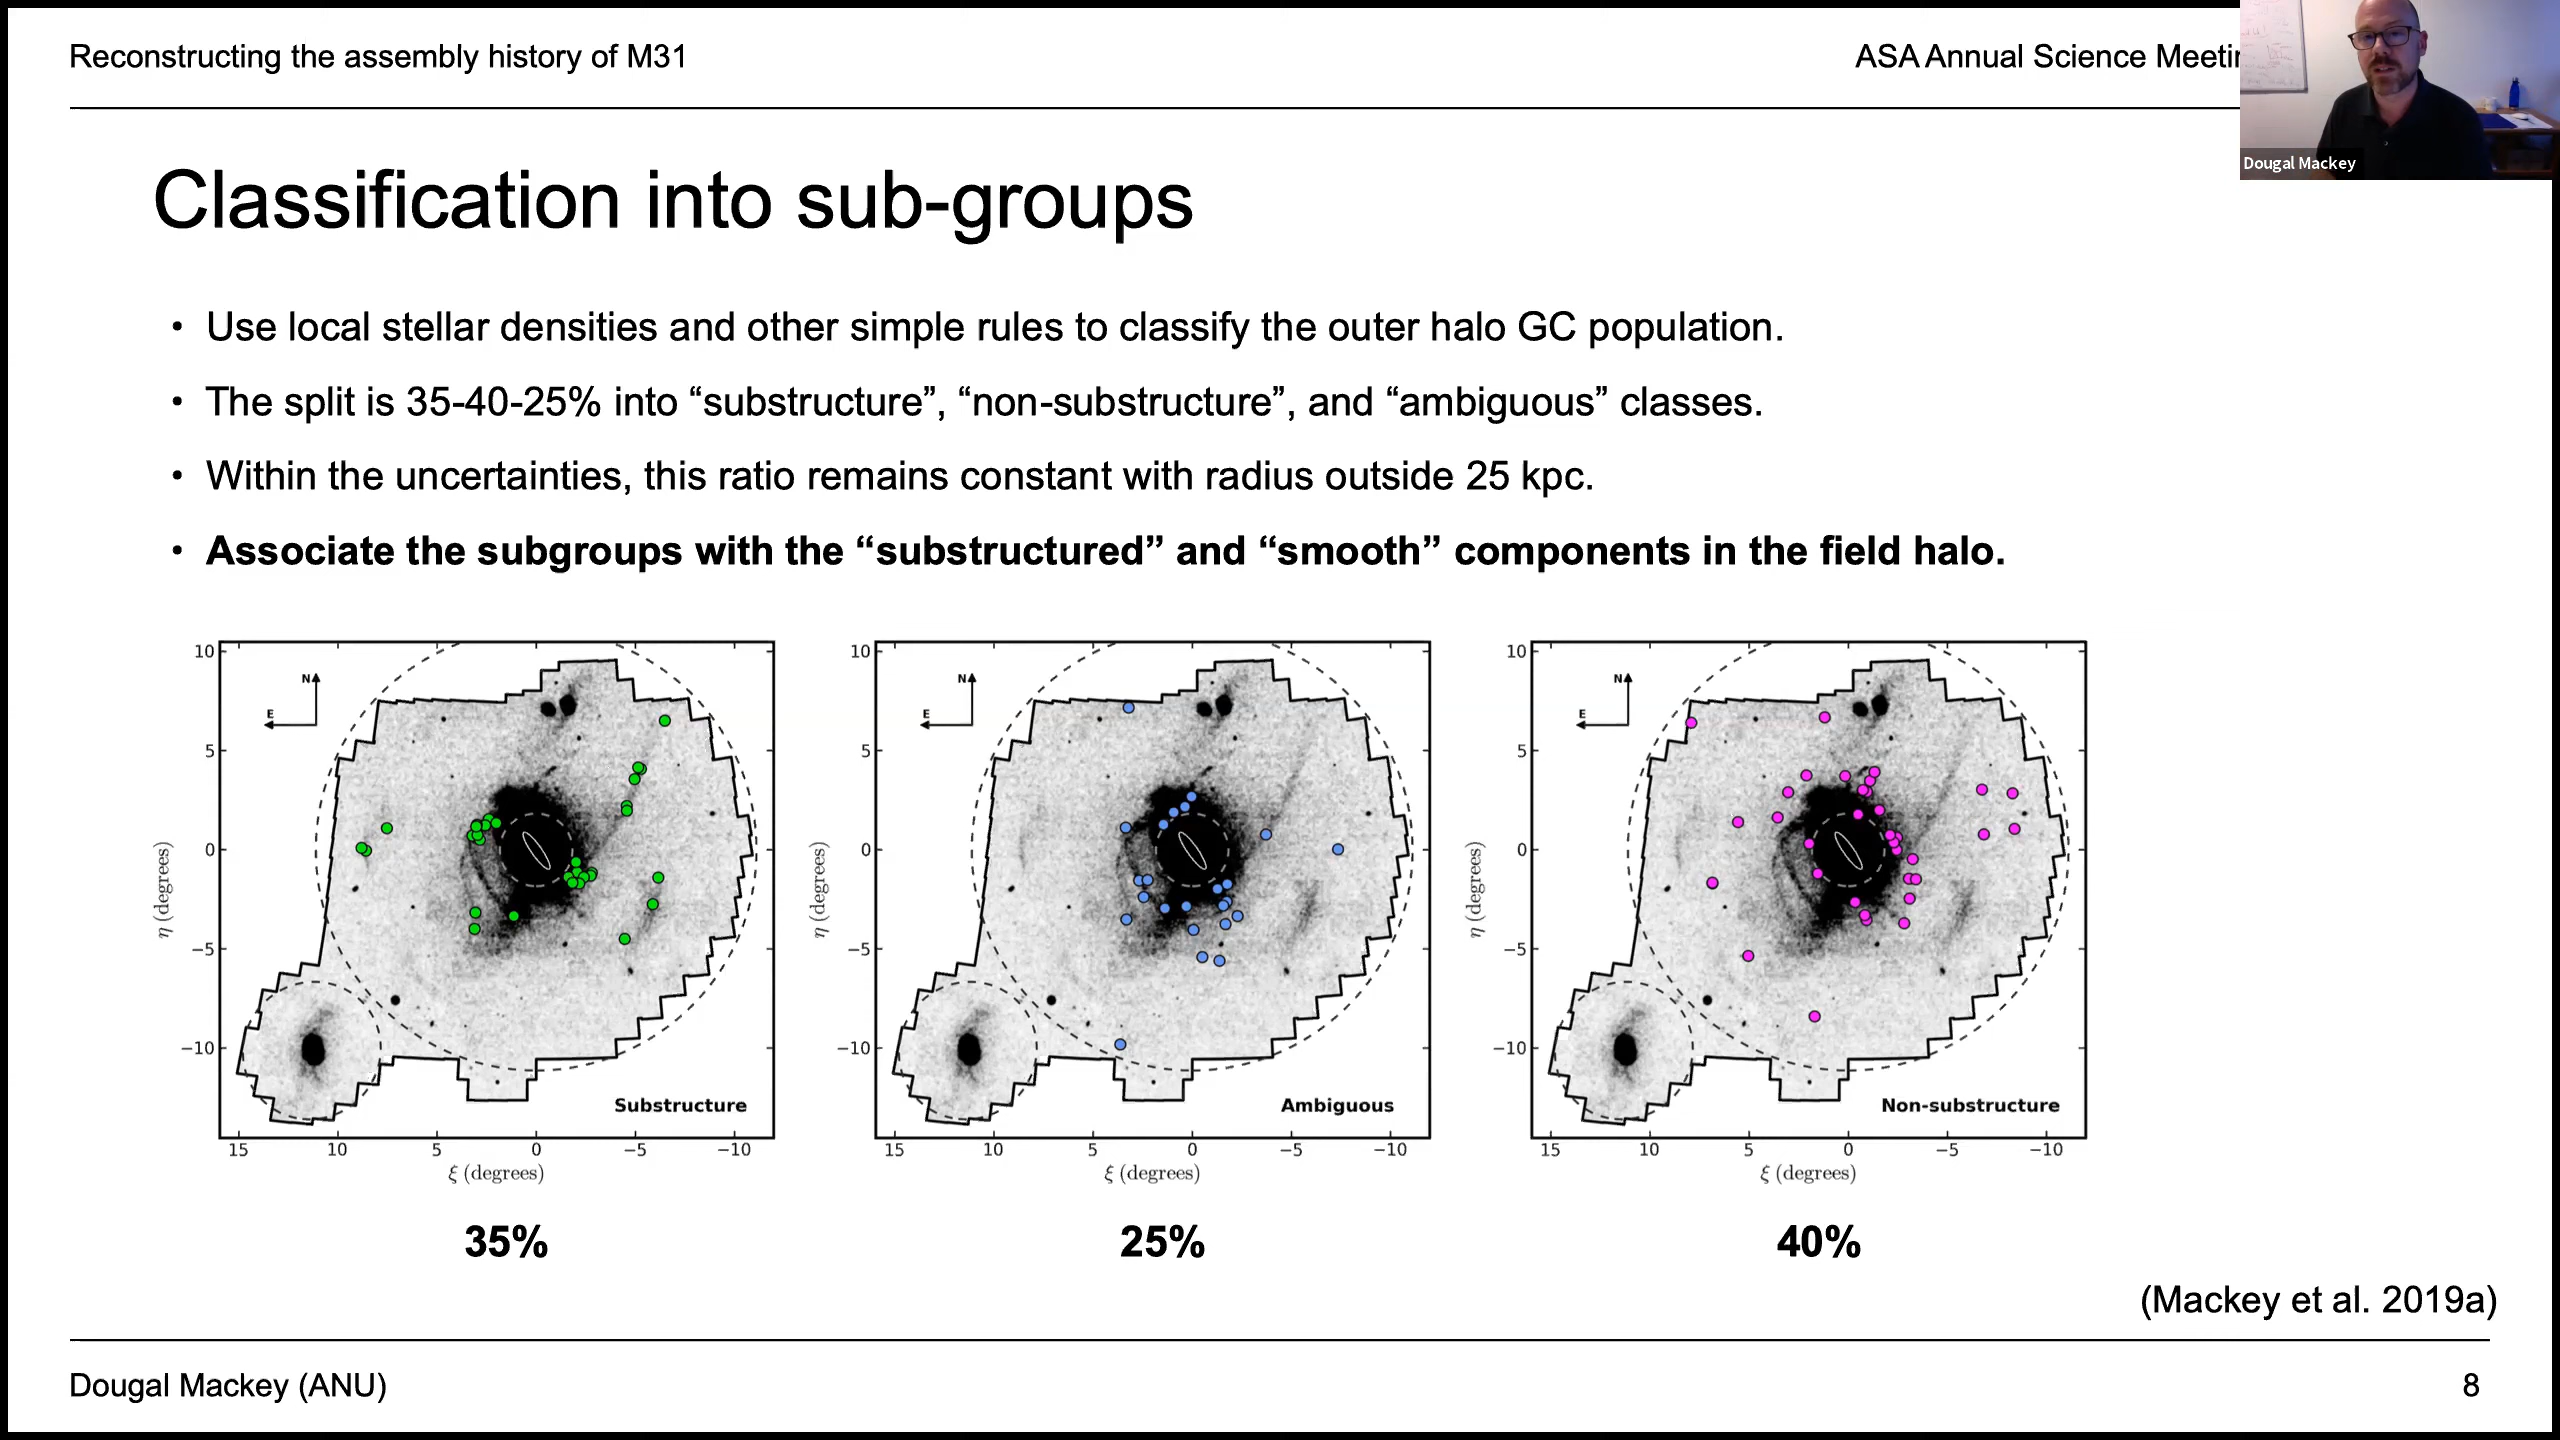 Reconstructing the assembly history of M31
ASA Annual Science Meetin
Dougal Mackey
Classification into sub-groups
• Use local stellar densities and other simple rules to classify the outer halo GC population.
• The split is 35-40-25% into “substructure”, “non-substructure”, and “ambiguous” classes.
• Within the uncertainties, this ratio remains constant with radius outside 25 kpc.
• Associate the subgroups with the “substructured” and “smooth” components in the field halo.
10
5
0
−5
−10
η (degrees)
N
E
Substructure
15 10 5 0 −5 −10
ξ (degrees)
35%
10
5
0
−5
−10
η (degrees)
N
E
Ambiguous
15 10 5 0 −5 −10
ξ (degrees)
25%
10
5
0
−5
−10
η (degrees)
N
E
Non-substructure
15 10 5 0 −5 −10
ξ (degrees)
40%
(Mackey et al. 2019a)
Dougal Mackey (ANU)
8